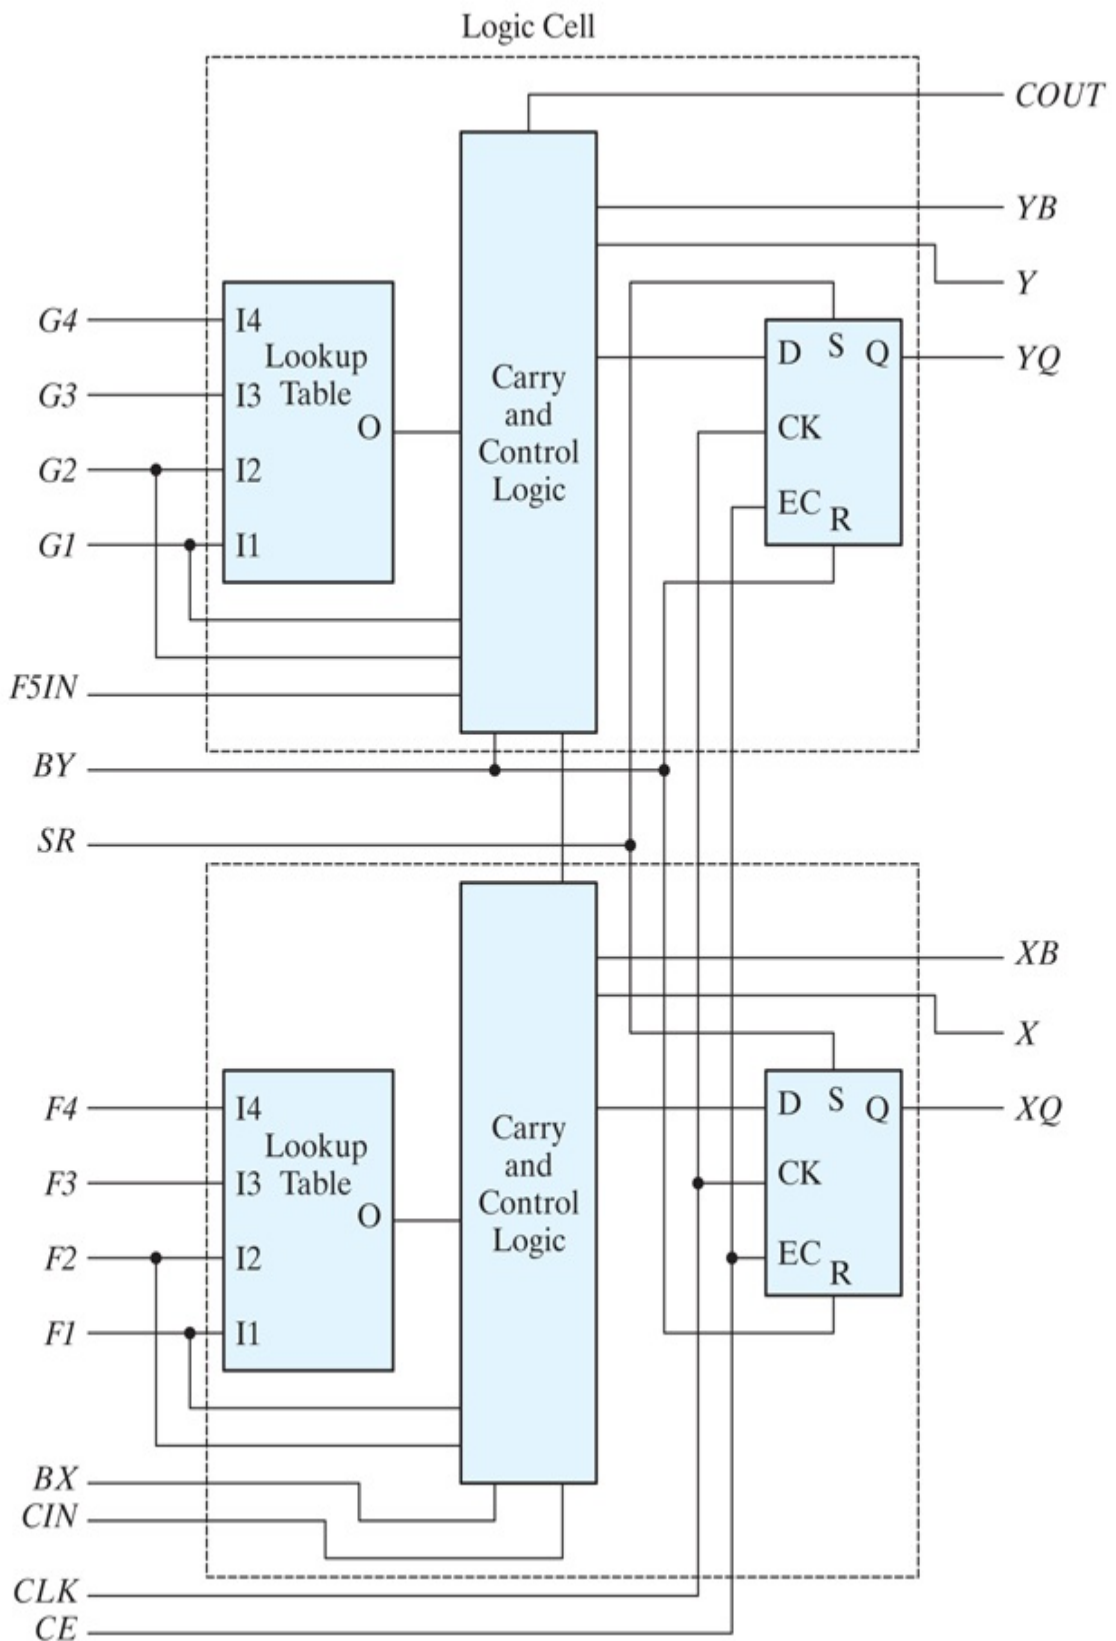 Logic Cell
COUT
YB
Y
G4
I4
Lookup
Table
D
S
Q
YQ
G3
I3
O
Carry
and
Control
Logic
CK
G2
I2
EC
R
G1
I1
F5IN
BY
SR
XB
X
F4
I4
Lookup
Table
D
S
Q
XQ
F3
I3
O
Carry
and
Control
Logic
CK
F2
I2
EC
R
F1
I1
BX
CIN
CLK
CE